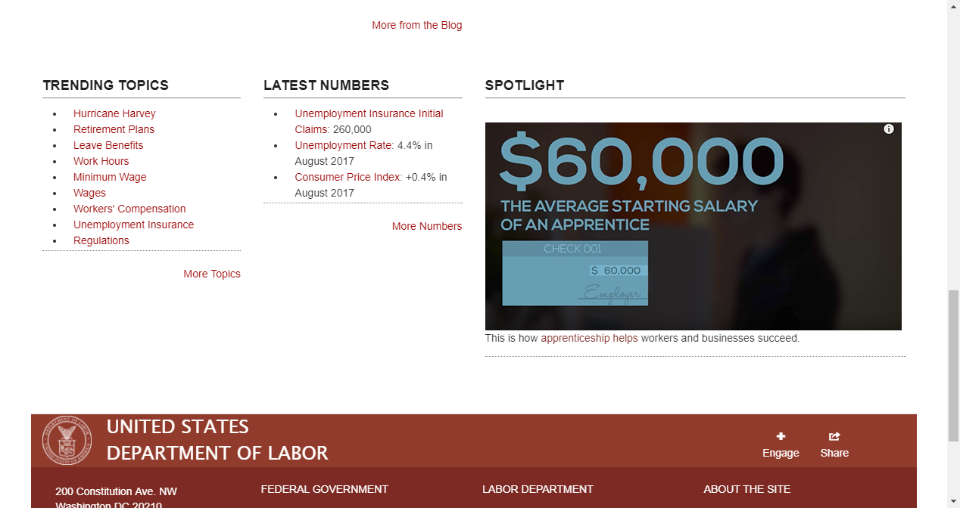 More from the Blog
TRENDING TOPICS
Hurricane Harvey
Retirement Plans
Leave Benefits
Work Hours
Minimum Wage
Wages
Workers' Compensation
Unemployment Insurance
Regulations
More Topics
LATEST NUMBERS
Unemployment Insurance Initial
Claims: 260,000
Unemployment Rate: 4.4% in
August 2017
Consumer Price Index: +0.4% in
August 2017
More Numbers
SPOTLIGHT
$60,000
THE AVERAGE STARTING SALARY
OF AN APPRENTICE
CHECK 001
$ 60,000
Employer
This is how apprenticeship helps workers and businesses succeed.
UNITED STATES
DEPARTMENT OF LABOR
Engage
Share
200 Constitution Ave. NW
Washington DC 20210
FEDERAL GOVERNMENT
LABOR DEPARTMENT
ABOUT THE SITE